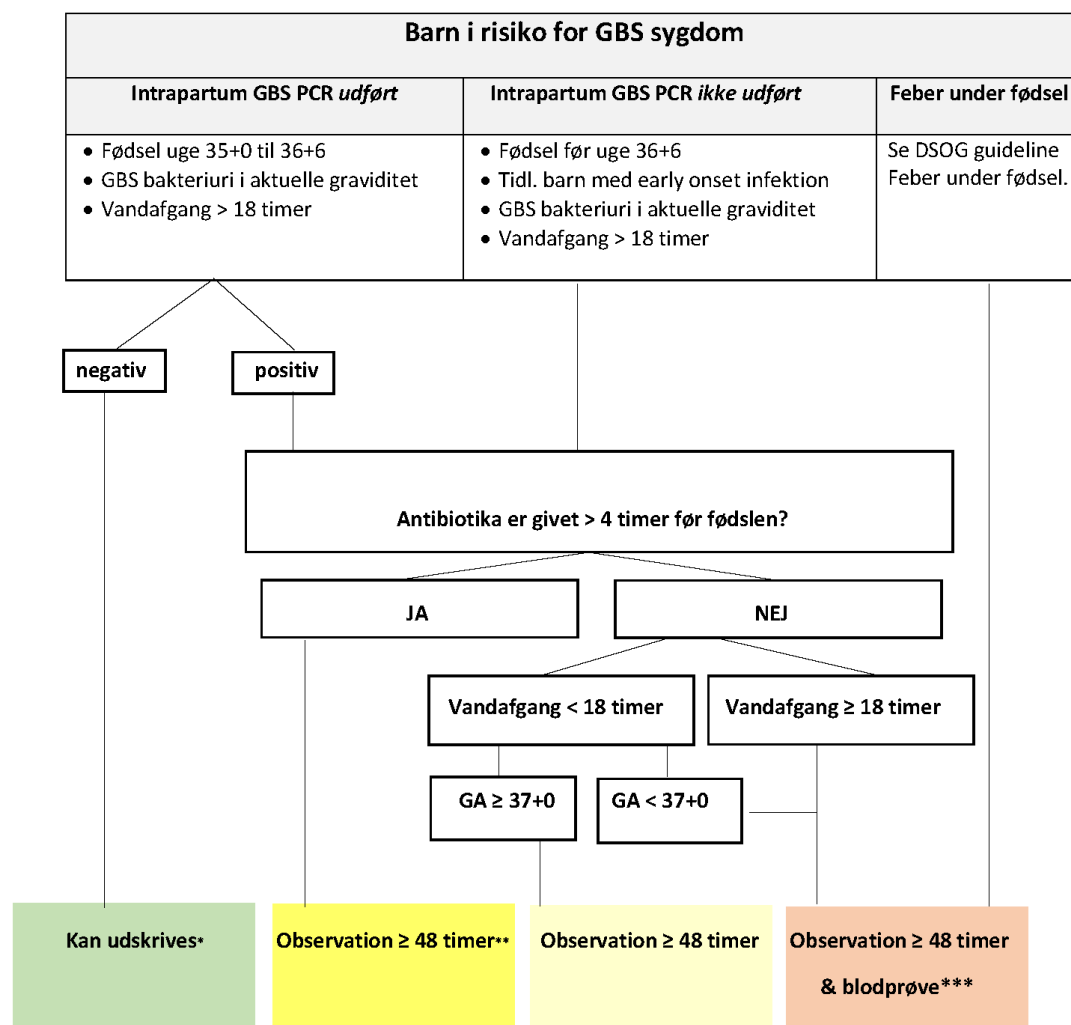 Barn i risiko for GBS sygdom
Intrapartum GBS PCR udført
Intrapartum GBS PCR ikke udført
Feber under fødsel
• Fødsel uge 35+0 til 36+6
• GBS bakteriuri i aktuelle graviditet
• Vandafgang > 18 timer
• Fødsel før uge 36+6
• Tidl. barn med early onset infektion
• GBS bakteriuri i aktuelle graviditet
• Vandafgang > 18 timer
Se DSOG guideline
Feber under fødsel.
negativ
positiv
Antibiotika er givet > 4 timer før fødslen?
JA
NEJ
Vandafgang < 18 timer
Vandafgang ≥ 18 timer
GA ≥ 37+0
GA < 37+0
Kan udskrives*
Observation ≥ 48 timer**
Observation ≥ 48 timer
Observation ≥ 48 timer
& blodprøve***